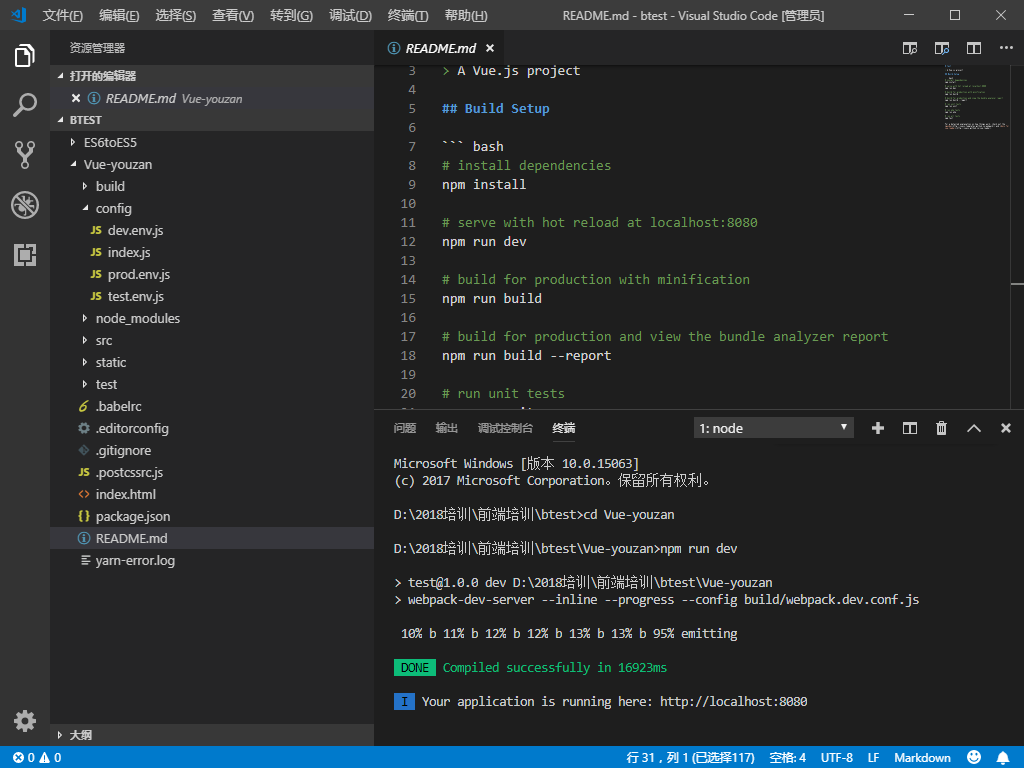 文件(F) 编辑(E) 选择(S) 查看(V) 转到(G) 调试(D) 终端(T) 帮助(H) README.md - btest - Visual Studio Code [管理员]
资源管理器
打开的编辑器
README.md Vue-youzan
BTEST
ES6toES5
Vue-youzan
build
config
JS dev.env.js
JS index.js
JS prod.env.js
JS test.env.js
node_modules
src
static
test
.babelrc
.editorconfig
.gitignore
JS .postcssrc.js
index.html
package.json
README.md
yarn-error.log
大纲
README.md
3 > A Vue.js project
4
5 ## Build Setup
6
7 ``` bash
8 # install dependencies
9 npm install
10
11 # serve with hot reload at localhost:8080
12 npm run dev
13
14 # build for production with minification
15 npm run build
16
17 # build for production and view the bundle analyzer report
18 npm run build --report
19
20 # run unit tests
问题 输出 调试控制台 终端 1: node
Microsoft Windows [版本 10.0.15063]
(c) 2017 Microsoft Corporation。保留所有权利。
D:\2018培训\前端培训\btest>cd Vue-youzan
D:\2018培训\前端培训\btest\Vue-youzan>npm run dev
> test@1.0.0 dev D:\2018培训\前端培训\btest\Vue-youzan
> webpack-dev-server --inline --progress --config build/webpack.dev.conf.js
10% b 11% b 12% b 12% b 13% b 13% b 95% emitting
DONE Compiled successfully in 16923ms
I Your application is running here: http://localhost:8080
0 0 行 31，列 1 (已选择117) 空格: 4 UTF-8 LF Markdown